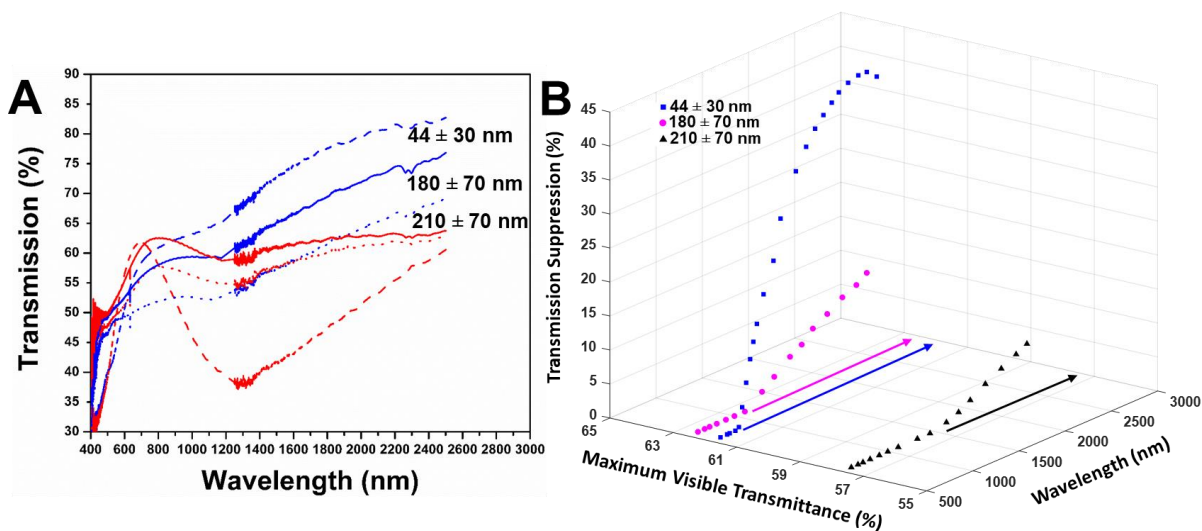 A
Transmission (%)
90
85
80
75
70
65
60
55
50
45
40
35
30
44 ± 30 nm
180 ± 70 nm
210 ± 70 nm
400 600 800 1000 1200 1400 1600 1800 2000 2200 2400 2600 2800 3000
Wavelength (nm)
B
Transmission Suppression (%)
45
40
35
30
25
20
15
10
5
0
44 ± 30 nm
180 ± 70 nm
210 ± 70 nm
65
63
61
59
57
55
Maximum Visible Transmittance (%)
500
1000
1500
2000
2500
3000
Wavelength (nm)